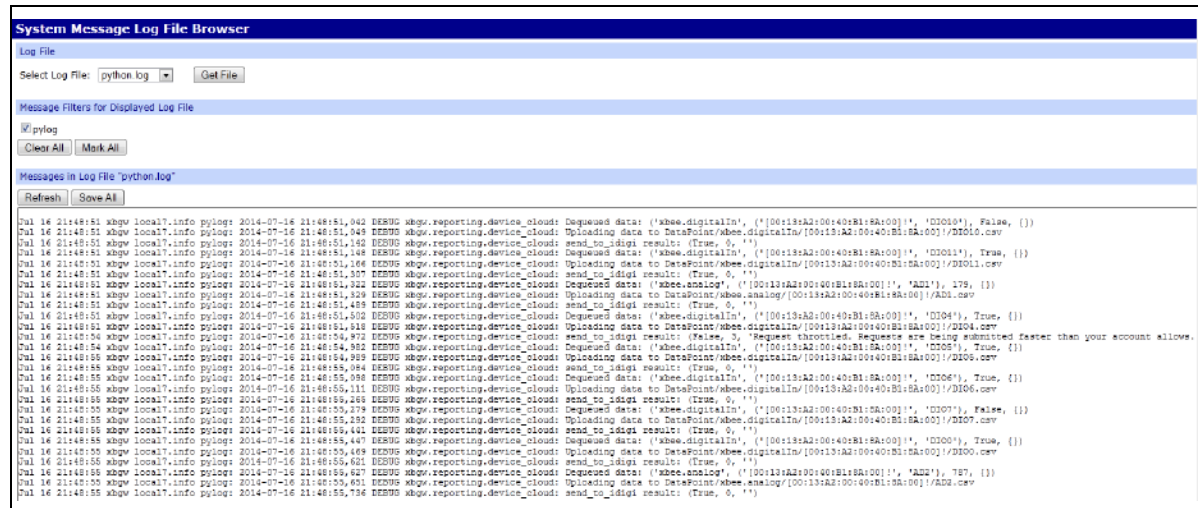 System Message Log File Browser
Log File
Select Log File: python.log Get File
Message Filters for Displayed Log File
pylog
Clear All Mark All
Messages in Log File "python.log"
Refresh Save All
Jul 16 21:48:51 xbgw local7.info pylog: 2014-07-16 21:48:51,042 DEBUG xbgw.reporting.device_cloud: Dequeued data: ('xbee.digitalIn', ('[00:13:A2:00:40:B1:8A:00]!', 'DIO10'), False, {})
Jul 16 21:48:51 xbgw local7.info pylog: 2014-07-16 21:48:51,049 DEBUG xbgw.reporting.device_cloud: Uploading data to DataPoint/xbee.digitalIn/[00:13:A2:00:40:B1:8A:00]!/DIO10.csv
Jul 16 21:48:51 xbgw local7.info pylog: 2014-07-16 21:48:51,142 DEBUG xbgw.reporting.device_cloud: send_to_idigi result: (True, 0, '')
Jul 16 21:48:51 xbgw local7.info pylog: 2014-07-16 21:48:51,148 DEBUG xbgw.reporting.device_cloud: Dequeued data: ('xbee.digitalIn', ('[00:13:A2:00:40:B1:8A:00]!', 'DIO11'), True, {})
Jul 16 21:48:51 xbgw local7.info pylog: 2014-07-16 21:48:51,166 DEBUG xbgw.reporting.device_cloud: Uploading data to DataPoint/xbee.digitalIn/[00:13:A2:00:40:B1:8A:00]!/DIO11.csv
Jul 16 21:48:51 xbgw local7.info pylog: 2014-07-16 21:48:51,307 DEBUG xbgw.reporting.device_cloud: send_to_idigi result: (True, 0, '')
Jul 16 21:48:51 xbgw local7.info pylog: 2014-07-16 21:48:51,322 DEBUG xbgw.reporting.device_cloud: Dequeued data: ('xbee.analog', ('[00:13:A2:00:40:B1:8A:00]!', 'AD1'), 179, {})
Jul 16 21:48:51 xbgw local7.info pylog: 2014-07-16 21:48:51,329 DEBUG xbgw.reporting.device_cloud: Uploading data to DataPoint/xbee.analog/[00:13:A2:00:40:B1:8A:00]!/AD1.csv
Jul 16 21:48:51 xbgw local7.info pylog: 2014-07-16 21:48:51,489 DEBUG xbgw.reporting.device_cloud: send_to_idigi result: (True, 0, '')
Jul 16 21:48:51 xbgw local7.info pylog: 2014-07-16 21:48:51,502 DEBUG xbgw.reporting.device_cloud: Dequeued data: ('xbee.digitalIn', ('[00:13:A2:00:40:B1:8A:00]!', 'DIO4'), True, {})
Jul 16 21:48:51 xbgw local7.info pylog: 2014-07-16 21:48:51,518 DEBUG xbgw.reporting.device_cloud: Uploading data to DataPoint/xbee.digitalIn/[00:13:A2:00:40:B1:8A:00]!/DIO4.csv
Jul 16 21:48:54 xbgw local7.info pylog: 2014-07-16 21:48:54,972 DEBUG xbgw.reporting.device_cloud: send_to_idigi result: (False, 3, 'Request throttled. Requests are being submitted faster than your account allows.
Jul 16 21:48:54 xbgw local7.info pylog: 2014-07-16 21:48:54,982 DEBUG xbgw.reporting.device_cloud: Dequeued data: ('xbee.digitalIn', ('[00:13:A2:00:40:B1:8A:00]!', 'DIO5'), True, {})
Jul 16 21:48:55 xbgw local7.info pylog: 2014-07-16 21:48:54,989 DEBUG xbgw.reporting.device_cloud: Uploading data to DataPoint/xbee.digitalIn/[00:13:A2:00:40:B1:8A:00]!/DIO5.csv
Jul 16 21:48:55 xbgw local7.info pylog: 2014-07-16 21:48:55,084 DEBUG xbgw.reporting.device_cloud: send_to_idigi result: (True, 0, '')
Jul 16 21:48:55 xbgw local7.info pylog: 2014-07-16 21:48:55,098 DEBUG xbgw.reporting.device_cloud: Dequeued data: ('xbee.digitalIn', ('[00:13:A2:00:40:B1:8A:00]!', 'DIO6'), True, {})
Jul 16 21:48:55 xbgw local7.info pylog: 2014-07-16 21:48:55,111 DEBUG xbgw.reporting.device_cloud: Uploading data to DataPoint/xbee.digitalIn/[00:13:A2:00:40:B1:8A:00]!/DIO6.csv
Jul 16 21:48:55 xbgw local7.info pylog: 2014-07-16 21:48:55,266 DEBUG xbgw.reporting.device_cloud: send_to_idigi result: (True, 0, '')
Jul 16 21:48:55 xbgw local7.info pylog: 2014-07-16 21:48:55,279 DEBUG xbgw.reporting.device_cloud: Dequeued data: ('xbee.digitalIn', ('[00:13:A2:00:40:B1:8A:00]!', 'DIO7'), False, {})
Jul 16 21:48:55 xbgw local7.info pylog: 2014-07-16 21:48:55,292 DEBUG xbgw.reporting.device_cloud: Uploading data to DataPoint/xbee.digitalIn/[00:13:A2:00:40:B1:8A:00]!/DIO7.csv
Jul 16 21:48:55 xbgw local7.info pylog: 2014-07-16 21:48:55,441 DEBUG xbgw.reporting.device_cloud: send_to_idigi result: (True, 0, '')
Jul 16 21:48:55 xbgw local7.info pylog: 2014-07-16 21:48:55,447 DEBUG xbgw.reporting.device_cloud: Dequeued data: ('xbee.digitalIn', ('[00:13:A2:00:40:B1:8A:00]!', 'DIO0'), True, {})
Jul 16 21:48:55 xbgw local7.info pylog: 2014-07-16 21:48:55,469 DEBUG xbgw.reporting.device_cloud: Uploading data to DataPoint/xbee.digitalIn/[00:13:A2:00:40:B1:8A:00]!/DIO0.csv
Jul 16 21:48:55 xbgw local7.info pylog: 2014-07-16 21:48:55,621 DEBUG xbgw.reporting.device_cloud: send_to_idigi result: (True, 0, '')
Jul 16 21:48:55 xbgw local7.info pylog: 2014-07-16 21:48:55,627 DEBUG xbgw.reporting.device_cloud: Dequeued data: ('xbee.analog', ('[00:13:A2:00:40:B1:8A:00]!', 'AD2'), 787, {})
Jul 16 21:48:55 xbgw local7.info pylog: 2014-07-16 21:48:55,651 DEBUG xbgw.reporting.device_cloud: Uploading data to DataPoint/xbee.analog/[00:13:A2:00:40:B1:8A:00]!/AD2.csv
Jul 16 21:48:55 xbgw local7.info pylog: 2014-07-16 21:48:55,736 DEBUG xbgw.reporting.device_cloud: send_to_idigi result: (True, 0, '')